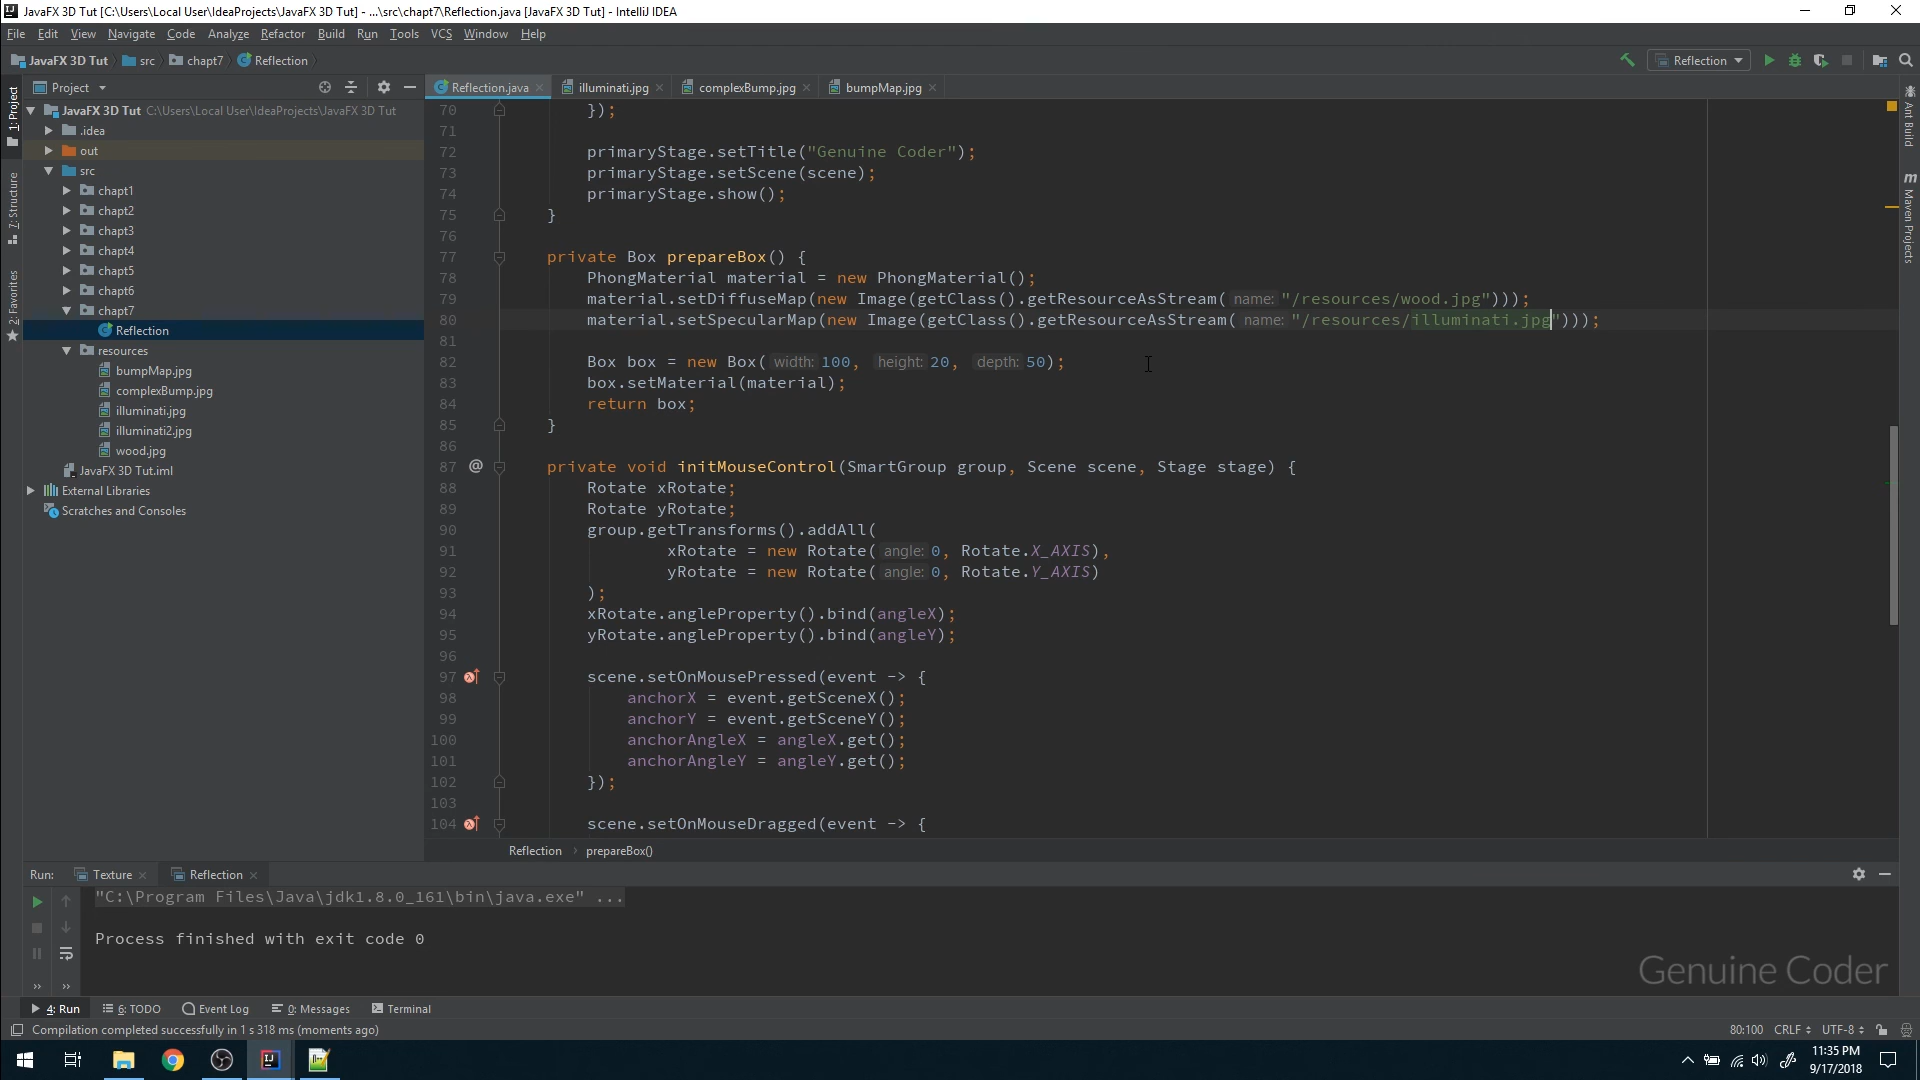 JavaFX 3D Tut [C:\Users\Local User\IdeaProjects\JavaFX 3D Tut] - ...\src\chapt7\Reflection.java [JavaFX 3D Tut] - IntelliJ IDEA
File Edit View Navigate Code Analyze Refactor Build Run Tools VCS Window Help
JavaFX 3D Tut src chapt7 Reflection Reflection
Project Reflection.java illuminati.jpg complexBump.jpg bumpMap.jpg
1: Project
7: Structure
2: Favorites
JavaFX 3D Tut C:\Users\Local User\IdeaProjects\JavaFX 3D Tut
.idea
out
src
chapt1
chapt2
chapt3
chapt4
chapt5
chapt6
chapt7
Reflection
resources
bumpMap.jpg
complexBump.jpg
illuminati.jpg
illuminati2.jpg
wood.jpg
JavaFX 3D Tut.iml
External Libraries
Scratches and Consoles
70 });
71
72 primaryStage.setTitle("Genuine Coder");
73 primaryStage.setScene(scene);
74 primaryStage.show();
75 }
76
77 private Box prepareBox() {
78 PhongMaterial material = new PhongMaterial();
79 material.setDiffuseMap(new Image(getClass().getResourceAsStream( name: "/resources/wood.jpg")));
80 material.setSpecularMap(new Image(getClass().getResourceAsStream( name: "/resources/illuminati.jpg")));
81
82 Box box = new Box( width: 100, height: 20, depth: 50);
83 box.setMaterial(material);
84 return box;
85 }
86
87 @ private void initMouseControl(SmartGroup group, Scene scene, Stage stage) {
88 Rotate xRotate;
89 Rotate yRotate;
90 group.getTransforms().addAll(
91 xRotate = new Rotate( angle: 0, Rotate.X_AXIS),
92 yRotate = new Rotate( angle: 0, Rotate.Y_AXIS)
93 );
94 xRotate.angleProperty().bind(angleX);
95 yRotate.angleProperty().bind(angleY);
96
97 scene.setOnMousePressed(event -> {
98 anchorX = event.getSceneX();
99 anchorY = event.getSceneY();
100 anchorAngleX = angleX.get();
101 anchorAngleY = angleY.get();
102 });
103
104 scene.setOnMouseDragged(event -> {
Reflection prepareBox()
Ant Build
Maven Projects
Run: Texture Reflection
"C:\Program Files\Java\jdk1.8.0_161\bin\java.exe" ...
Process finished with exit code 0
Genuine Coder
4: Run 6: TODO Event Log 0: Messages Terminal
Compilation completed successfully in 1 s 318 ms (moments ago) 80:100 CRLF UTF-8
11:35 PM
9/17/2018